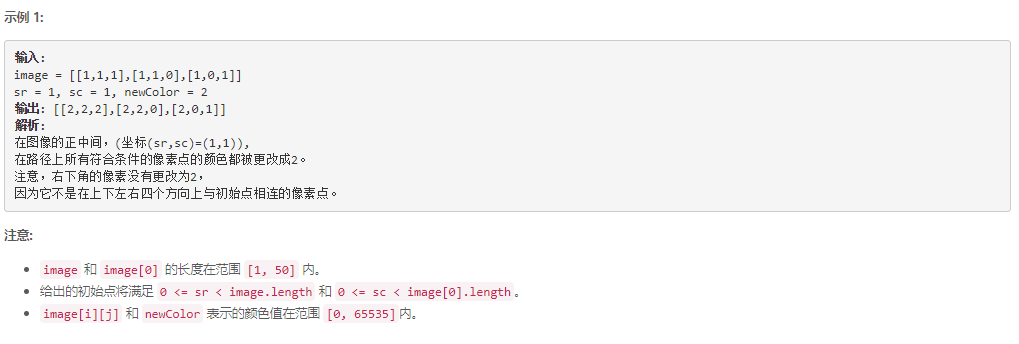 示例 1:
输入:
image = [[1,1,1],[1,1,0],[1,0,1]]
sr = 1, sc = 1, newColor = 2
输出: [[2,2,2],[2,2,0],[2,0,1]]
解析:
在图像的正中间，(坐标(sr,sc)=(1,1)),
在路径上所有符合条件的像素点的颜色都被更改成2。
注意，右下角的像素没有更改为2，
因为它不是在上下左右四个方向上与初始点相连的像素点。
注意:
image 和 image[0] 的长度在范围 [1, 50] 内。
给出的初始点将满足 0 <= sr < image.length 和 0 <= sc < image[0].length。
image[i][j] 和 newColor 表示的颜色值在范围 [0, 65535]内。